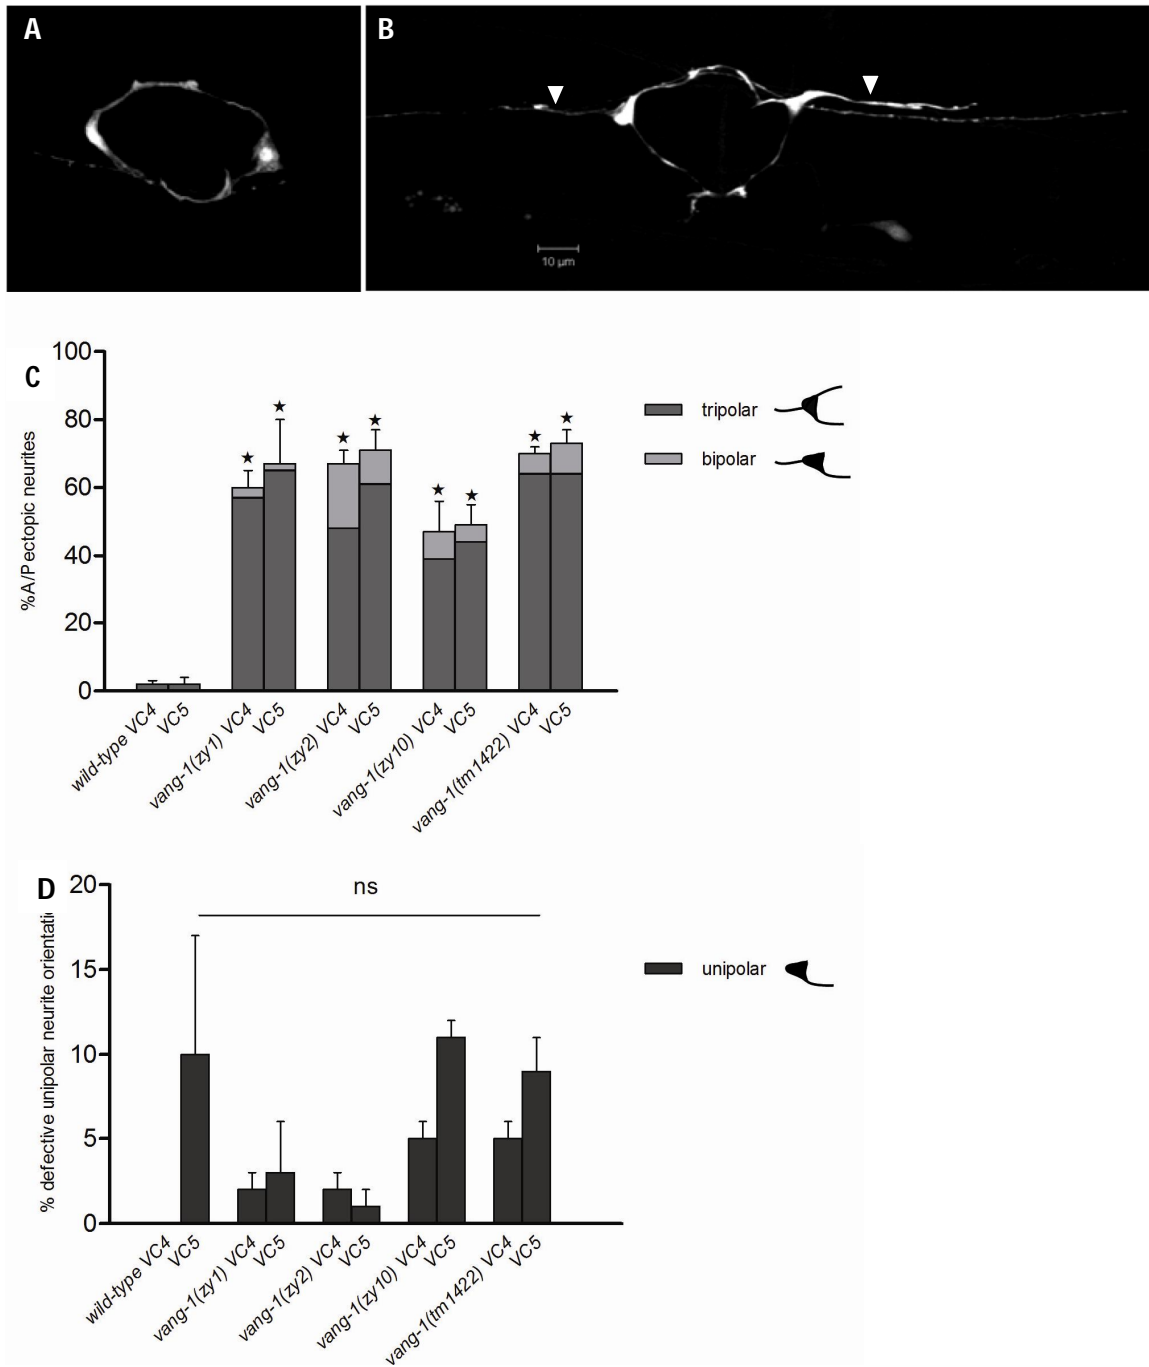 A
B
10 µm
C
%A/P ectopic neurites
100
80
60
40
20
0
tripolar
bipolar
wild-type VC4
VC5
vang-1(zy1) VC4
VC5
vang-1(zy2) VC4
VC5
vang-1(zy10) VC4
VC5
vang-1(tm1422) VC4
VC5
D
% defective unipolar neurite orientati
20
15
10
5
0
ns
unipolar
wild-type VC4
VC5
vang-1(zy1) VC4
VC5
vang-1(zy2) VC4
VC5
vang-1(zy10) VC4
VC5
vang-1(tm1422) VC4
VC5